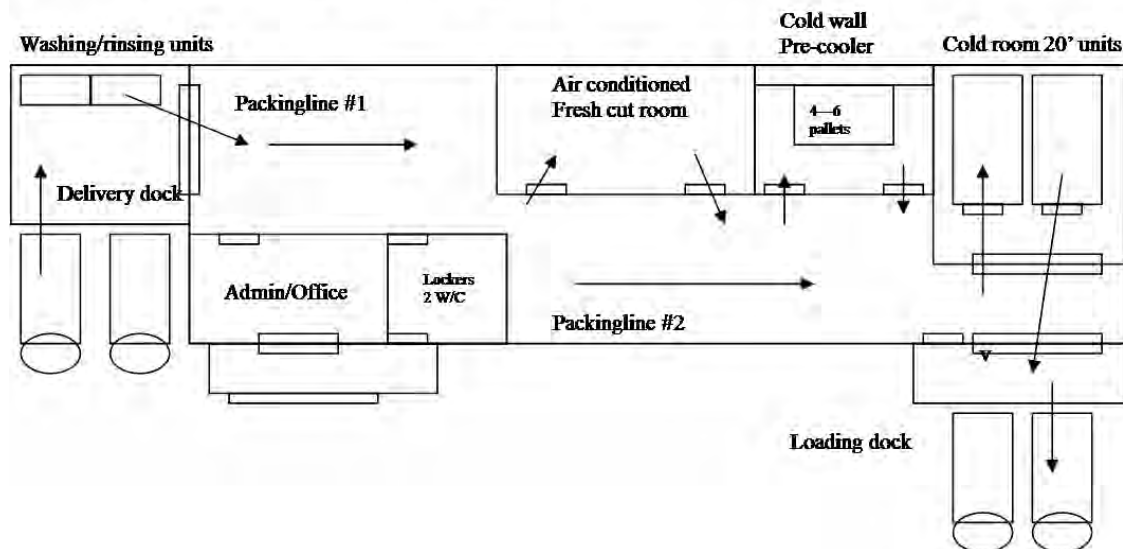 Washing/rinsing units
Cold wall
Pre-cooler
Cold room 20’ units
Packingline #1
Air conditioned
Fresh cut room
4—6
pallets
Delivery dock
Admin/Office
Lockers
2 W/C
Packingline #2
v
Loading dock